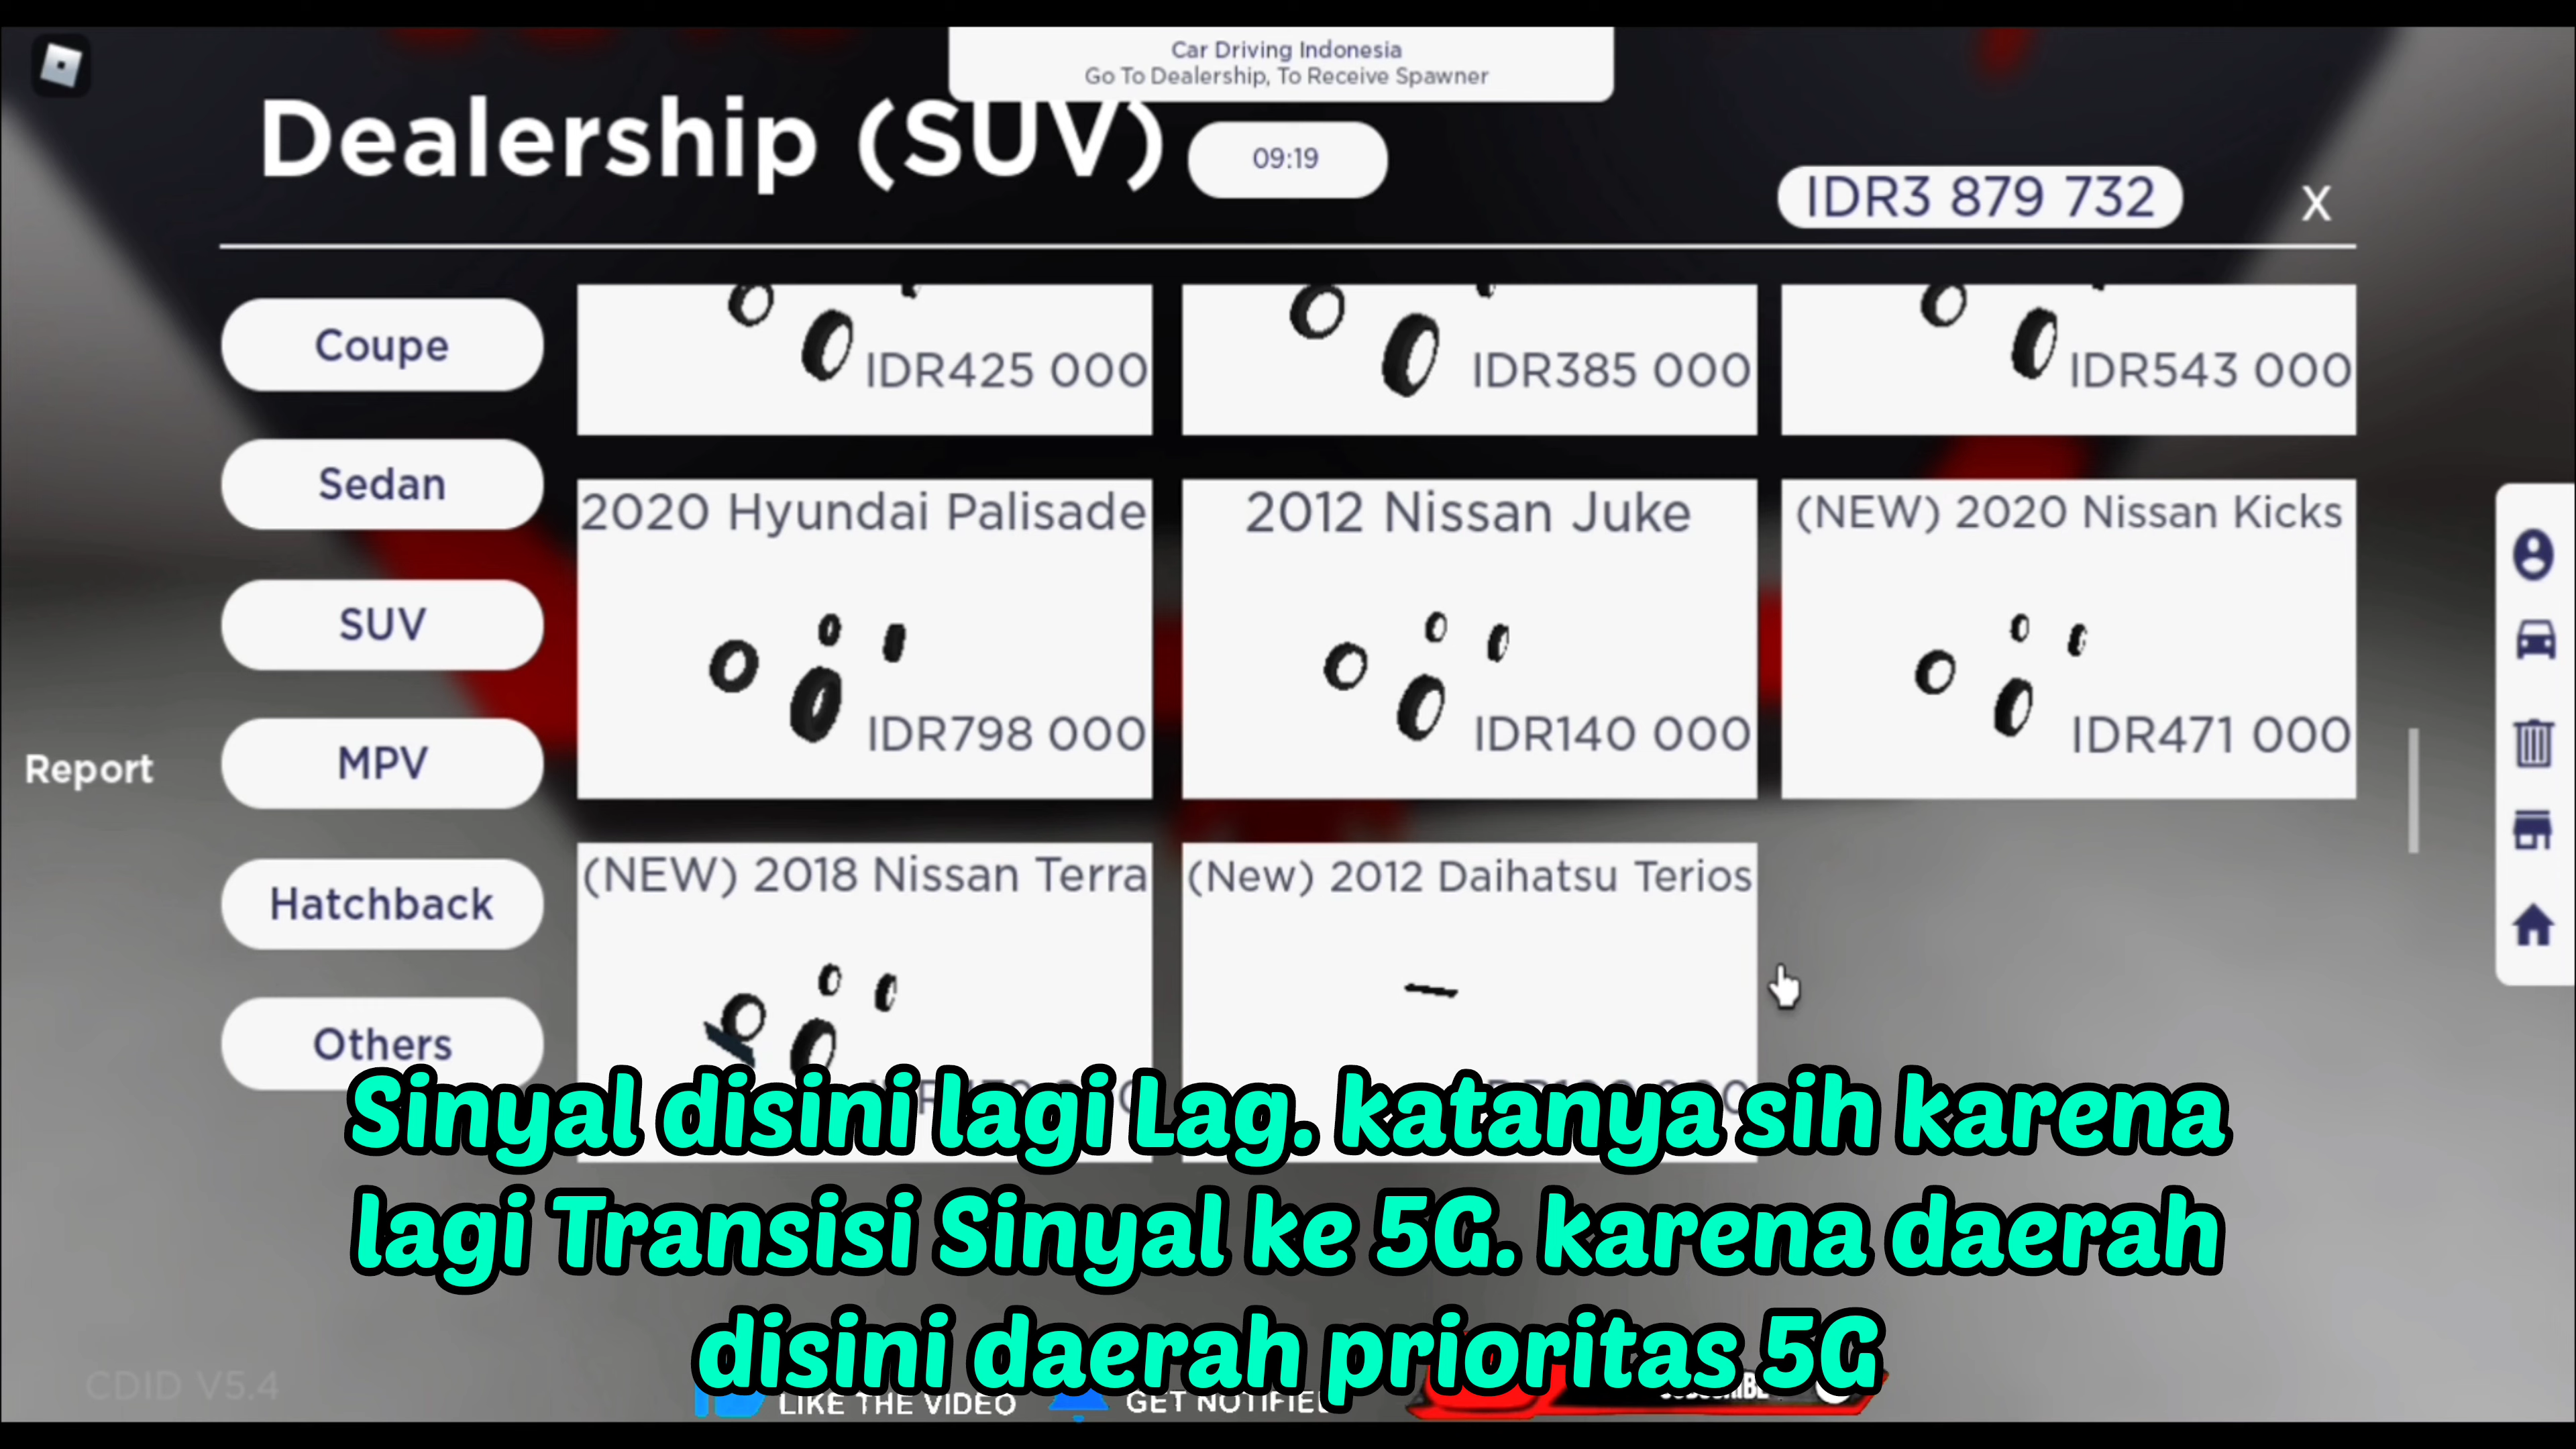 Car Driving Indonesia
Go To Dealership, To Receive Spawner
Dealership (SUV)
09:19
IDR3 879 732
X
Coupe
Sedan
SUV
MPV
Hatchback
Others
Report
IDR425 000
IDR385 000
IDR543 000
2020 Hyundai Palisade
IDR798 000
2012 Nissan Juke
IDR140 000
(NEW) 2020 Nissan Kicks
IDR471 000
(NEW) 2018 Nissan Terra
(New) 2012 Daihatsu Terios
Sinyal disini lagi Lag. katanya sih karena
lagi Transisi Sinyal ke 5G. karena daerah
disini daerah prioritas 5G
CDID V5.4
LIKE THE VIDEO
GET NOTIFIED
SUBSCRIBE